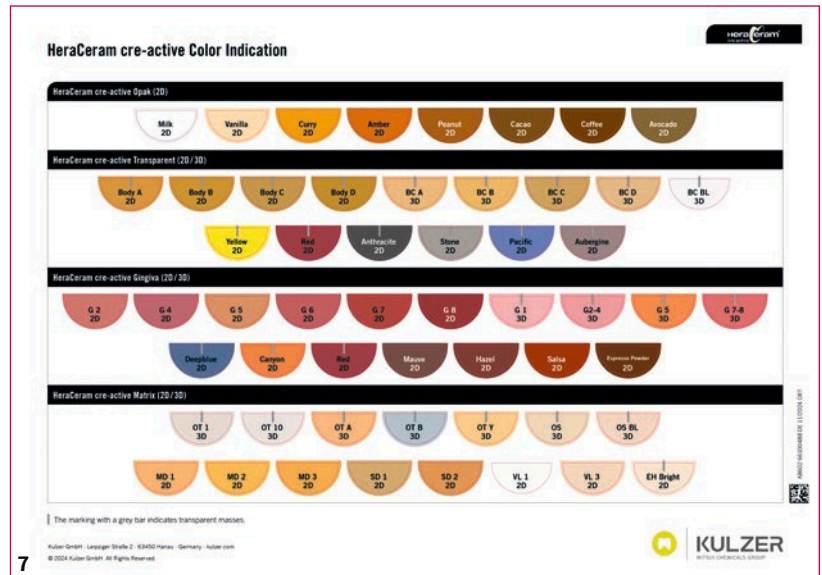 HeraCeram
HeraCeram cre-active Color Indication
HeraCeram cre-active Opak (2D)
Milk Vanilla Curry Amber Peanut Cacao Coffee Avocado
2D 2D 2D 2D 2D 2D 2D 2D
HeraCeram cre-active Transparent (2D/3D)
Body A Body B Body C Body D BC A BC B BC C BC D BC BL
2D 2D 2D 2D 3D 3D 3D 3D 3D
Yellow Red Anthracite Stone Pacific Aubergine
2D 2D 2D 2D 2D 2D
HeraCeram cre-active Gingiva (2D/3D)
G 2 G 4 G 5 G 6 G 7 G 8 G 1 G2-4 G 5 G 7-8
2D 2D 2D 2D 2D 2D 3D 3D 3D 3D
Deepblue Canyon Red Mauve Hazel Salsa Espresso Powder
2D 2D 2D 2D 2D 2D 2D
HeraCeram cre-active Matrix (2D/3D)
OT 1 OT 10 OT A OT B OT Y OS OS BL
3D 3D 3D 3D 3D 3D 3D
MD 1 MD 2 MD 3 SD 1 SD 2 VL 1 VL 3 EH Bright
2D 2D 2D 2D 2D 2D 2D 2D
The marking with a grey bar indicates transparent masses.
Kulzer GmbH · Leipziger Straße 2 · 63450 Hanau · Germany · kulzer.com
© 2024 Kulzer GmbH. All Rights Reserved.
KULZER
MITSUI CHEMICALS GROUP
7